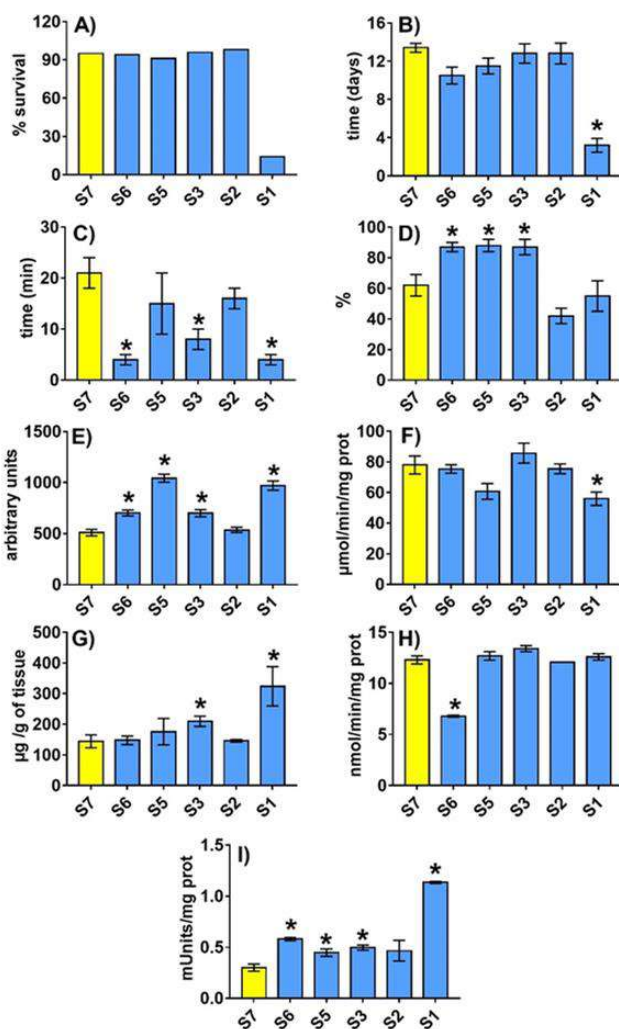 A)
% survival
120
90
60
30
0
S7 S6 S5 S3 S2 S1
B)
time (days)
16
12
8
4
0
S7 S6 S5 S3 S2 S1
*
C)
time (min)
30
20
10
0
S7 S6 S5 S3 S2 S1
* * *
D)
%
100
80
60
40
20
0
S7 S6 S5 S3 S2 S1
* * *
E)
arbitrary units
1500
1000
500
0
S7 S6 S5 S3 S2 S1
* * * *
F)
µmol/min/mg prot
100
80
60
40
20
0
S7 S6 S5 S3 S2 S1
*
G)
µg /g of tissue
500
400
300
200
100
0
S7 S6 S5 S3 S2 S1
* *
H)
nmol/min/mg prot
15
10
5
0
S7 S6 S5 S3 S2 S1
*
I)
mUnits/mg prot
1.5
1.0
0.5
0.0
S7 S6 S5 S3 S2 S1
* * * *